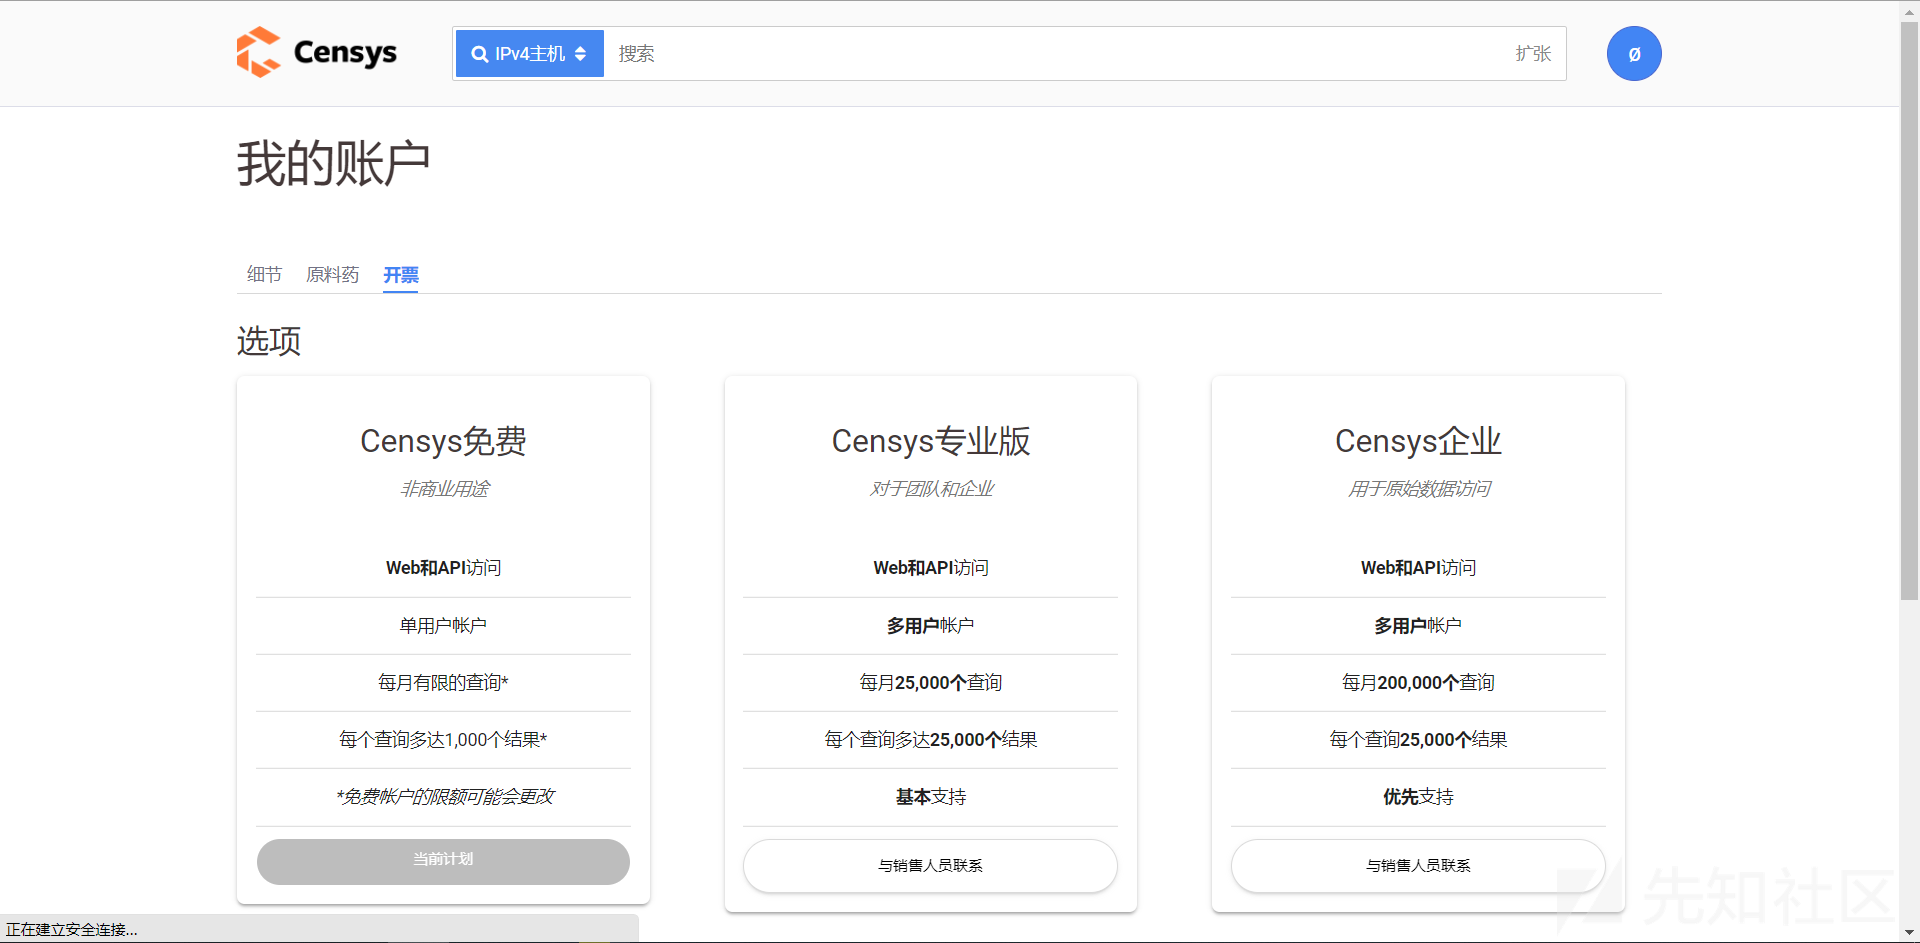 Censys
IPv4主机
搜索
扩张
Ø
我的账户
细节
原料药
开票
选项
Censys免费
非商业用途
Web和API访问
单用户帐户
每月有限的查询*
每个查询多达1,000个结果*
*免费帐户的限额可能会更改
当前计划
Censys专业版
对于团队和企业
Web和API访问
多用户帐户
每月25,000个查询
每个查询多达25,000个结果
基本支持
与销售人员联系
Censys企业
用于原始数据访问
Web和API访问
多用户帐户
每月200,000个查询
每个查询25,000个结果
优先支持
与销售人员联系
正在建立安全连接...
先知社区